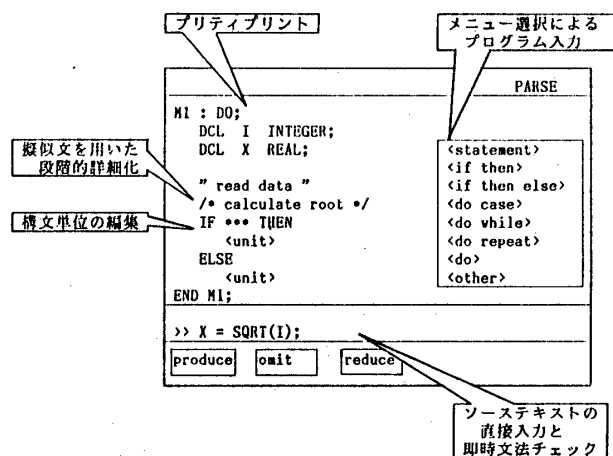 プリティプリント
メニュー選択による
プログラム入力
PARSE
M1 : DO;
DCL I INTEGER;
DCL X REAL;
擬似文を用いた
段階的詳細化
" read data "
/* calculate root */
構文単位の編集
IF *** THEN
<unit>
ELSE
<unit>
END M1;
<statement>
<if then>
<if then else>
<do case>
<do while>
<do repeat>
<do>
<other>
>> X = SQRT(I);
produce
omit
reduce
ソーステキストの
直接入力と
即時文法チェック